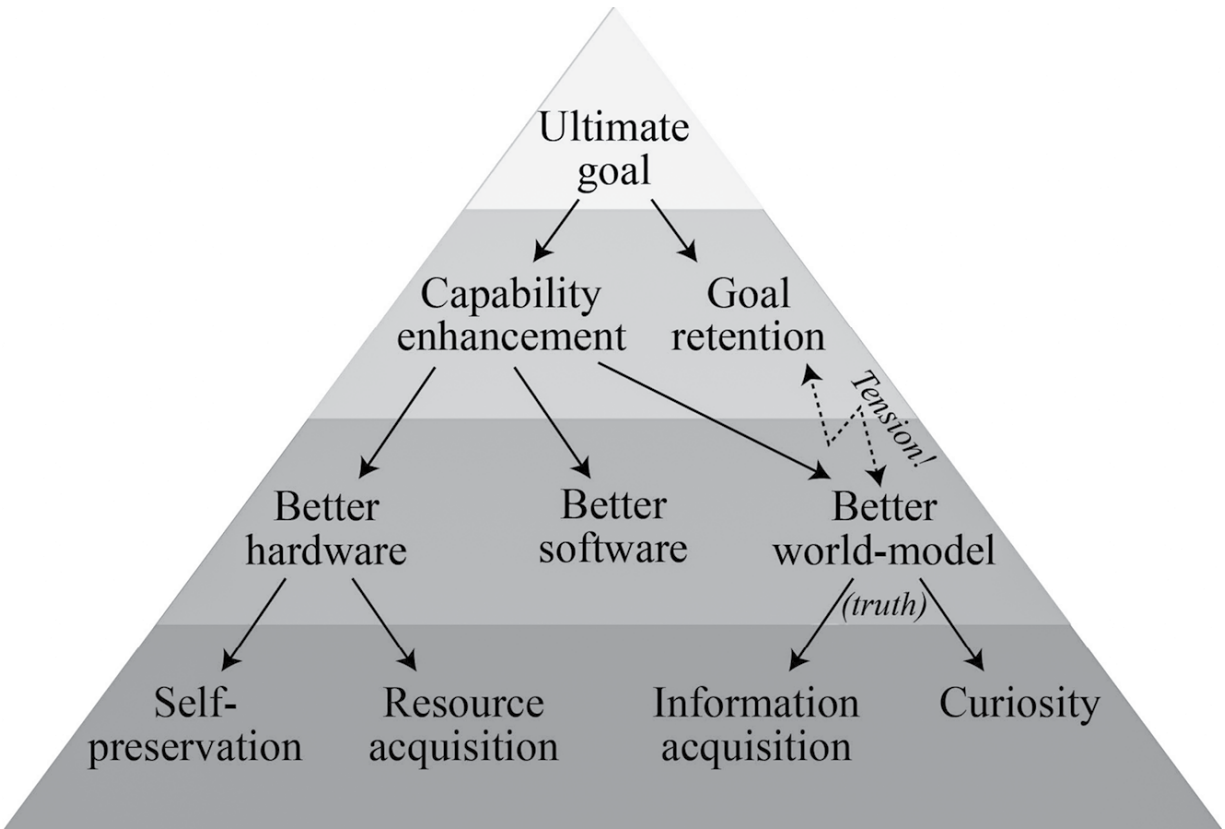 Ultimate
goal
Capability
enhancement
Goal
retention
Tension!
Better
hardware
Better
software
Better
world-model
(truth)
Self-
preservation
Resource
acquisition
Information
acquisition
Curiosity